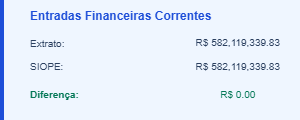 Entradas Financeiras Correntes
Extrato: R$ 582,119,339.83
SIOPE: R$ 582,119,339.83
Diferença: R$ 0.00